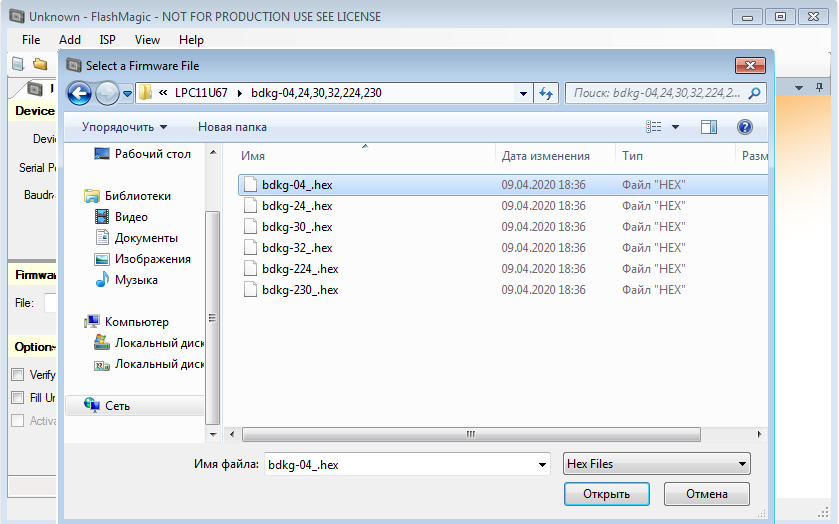 Unknown - FlashMagic - NOT FOR PRODUCTION USE SEE LICENSE
File Add ISP View Help
Select a Firmware File
« LPC11U67 ▸ bdkg-04,24,30,32,224,230
Поиск: bdkg-04,24,30,32,224,2...
Device
Упорядочить Новая папка
Serial
Baudra
Рабочий стол
Библиотеки
Видео
Документы
Изображения
Музыка
Компьютер
Локальный диск
Локальный диск
Сеть
Имя Дата изменения Тип Разм
bdkg-04_.hex 09.04.2020 18:36 Файл "HEX"
bdkg-24_.hex 09.04.2020 18:36 Файл "HEX"
bdkg-30_.hex 09.04.2020 18:36 Файл "HEX"
bdkg-32_.hex 09.04.2020 18:36 Файл "HEX"
bdkg-224_.hex 09.04.2020 18:36 Файл "HEX"
bdkg-230_.hex 09.04.2020 18:36 Файл "HEX"
Firmwar
File:
Options
Verify
Fill Un
Activa
Имя файла: bdkg-04_.hex
Hex Files
Открыть Отмена